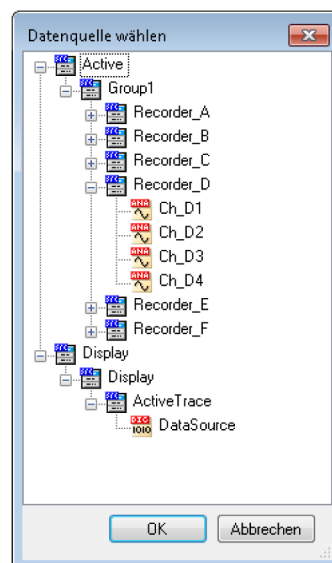 Datenquelle wählen
Active
Group1
Recorder_A
Recorder_B
Recorder_C
Recorder_D
Ch_D1
Ch_D2
Ch_D3
Ch_D4
Recorder_E
Recorder_F
Display
Display
ActiveTrace
DataSource
OK Abbrechen